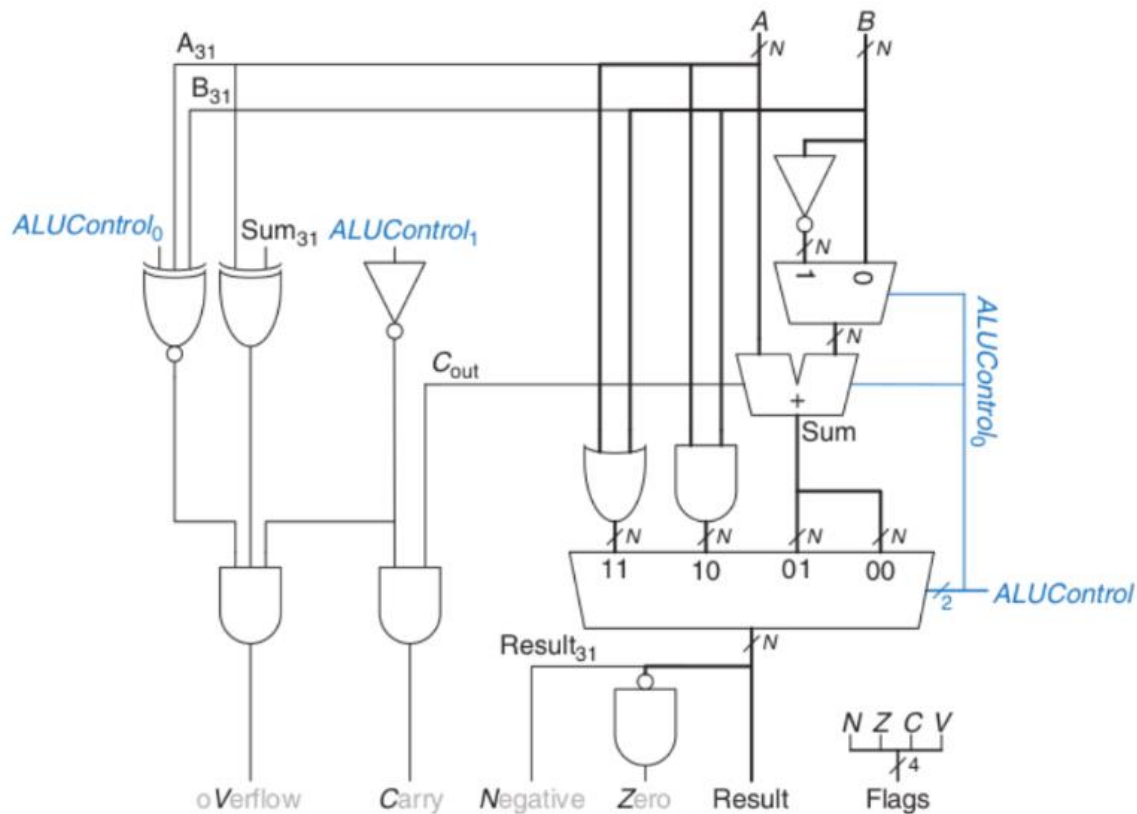 A B
N N
A31
B31
ALUControl0 Sum31 ALUControl1
N
1 0
ALUControl0
N
Cout
+
Sum
N N N N
11 10 01 00
2 ALUControl
Result31 N
N Z C V
4
oVerflow Carry Negative Zero Result Flags